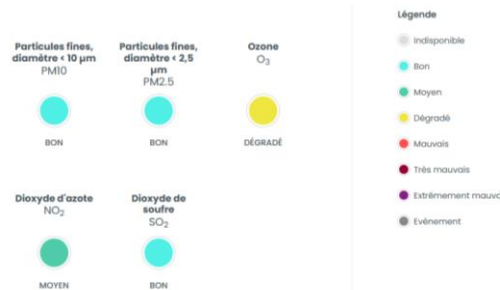 Particules fines,
diamètre < 10 µm
PM10
BON
Particules fines,
diamètre < 2,5
µm
PM2.5
BON
Ozone
O₃
DÉGRADÉ
Dioxyde d'azote
NO₂
MOYEN
Dioxyde de
soufre
SO₂
BON
Légende
Indisponible
Bon
Moyen
Dégradé
Mauvais
Très mauvais
Extrêmement mauva
Evénement